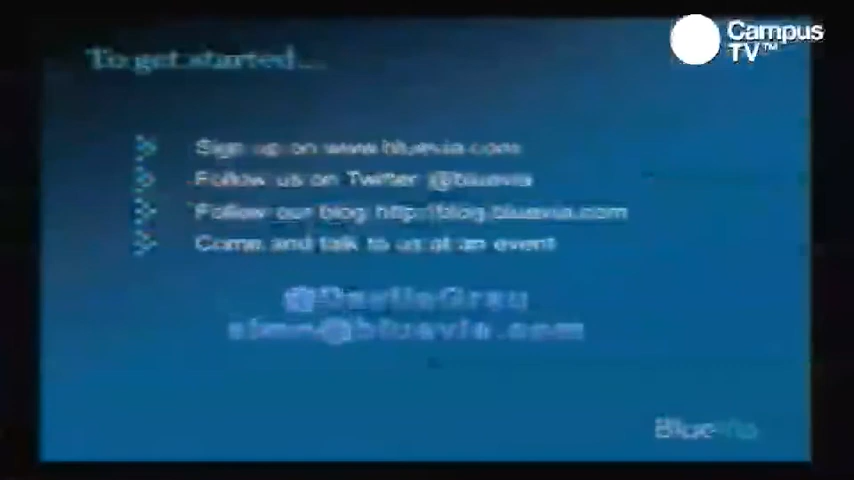 Campus
TV™
To get started...
Sign up on www.bluevia.com
Follow us on Twitter @bluevia
Follow our blog http://blog.bluevia.com
Come and talk to us at an event
BlueVia